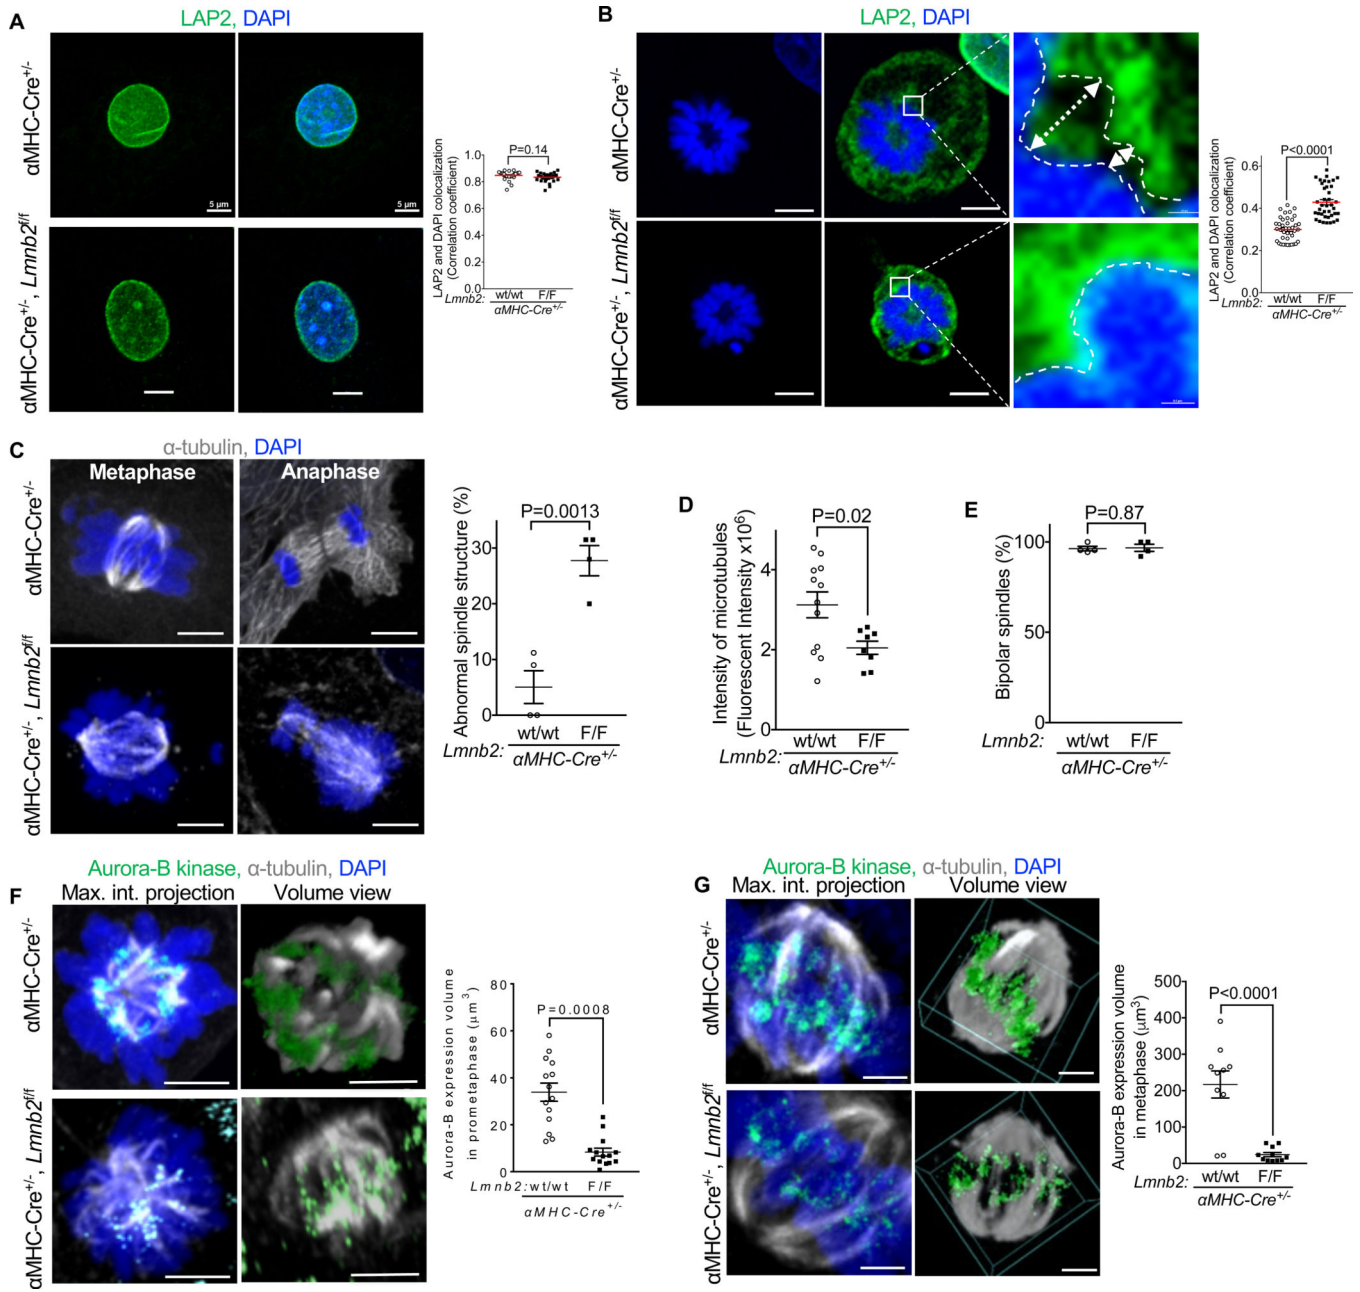 A
LAP2, DAPI
αMHC-Cre+/-
αMHC-Cre+/-, Lmnb2f/f
5 µm
5 µm
LAP2 and DAPI colocalization
(Correlation coefficient)
1.0
0.8
0.6
0.4
0.2
0.0
P=0.14
Lmnb2: wt/wt F/F
αMHC-Cre+/-
B
LAP2, DAPI
αMHC-Cre+/-
αMHC-Cre+/-, Lmnb2f/f
LAP2 and DAPI colocalization
(Correlation coefficient)
0.6
0.4
0.2
0.0
P<0.0001
Lmnb2: wt/wt F/F
αMHC-Cre+/-
C
α-tubulin, DAPI
Metaphase
Anaphase
αMHC-Cre+/-
αMHC-Cre+/-, Lmnb2f/f
Abnormal spindle structure (%)
30
20
10
0
P=0.0013
Lmnb2: wt/wt F/F
αMHC-Cre+/-
D
Intensity of microtubules
(Fluorescent Intensity x10⁶)
4
2
0
P=0.02
Lmnb2: wt/wt F/F
αMHC-Cre+/-
E
Bipolar spindles (%)
100
50
0
P=0.87
Lmnb2: wt/wt F/F
αMHC-Cre+/-
F
Aurora-B kinase, α-tubulin, DAPI
Max. int. projection
Volume view
αMHC-Cre+/-
αMHC-Cre+/-, Lmnb2f/f
Aurora-B expression volume
in prometaphase (µm³)
80
60
40
20
0
P=0.0008
Lmnb2: wt/wt F/F
αMHC-Cre+/-
G
Aurora-B kinase, α-tubulin, DAPI
Max. int. projection
Volume view
αMHC-Cre+/-
αMHC-Cre+/-, Lmnb2f/f
Aurora-B expression volume
in metaphase (µm³)
500
400
300
200
100
0
P<0.0001
Lmnb2: wt/wt F/F
αMHC-Cre+/-